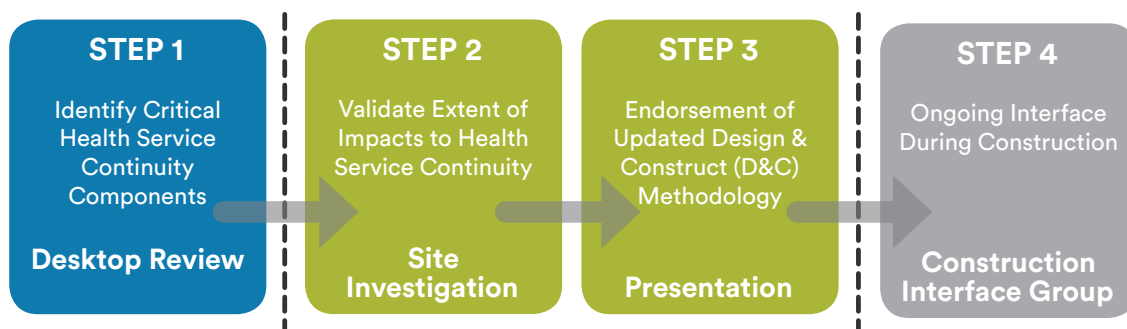 STEP 1
Identify Critical
Health Service
Continuity
Components
Desktop Review
STEP 2
Validate Extent of
Impacts to Health
Service Continuity
Site
Investigation
STEP 3
Endorsement of
Updated Design &
Construct (D&C)
Methodology
Presentation
STEP 4
Ongoing Interface
During Construction
Construction
Interface Group